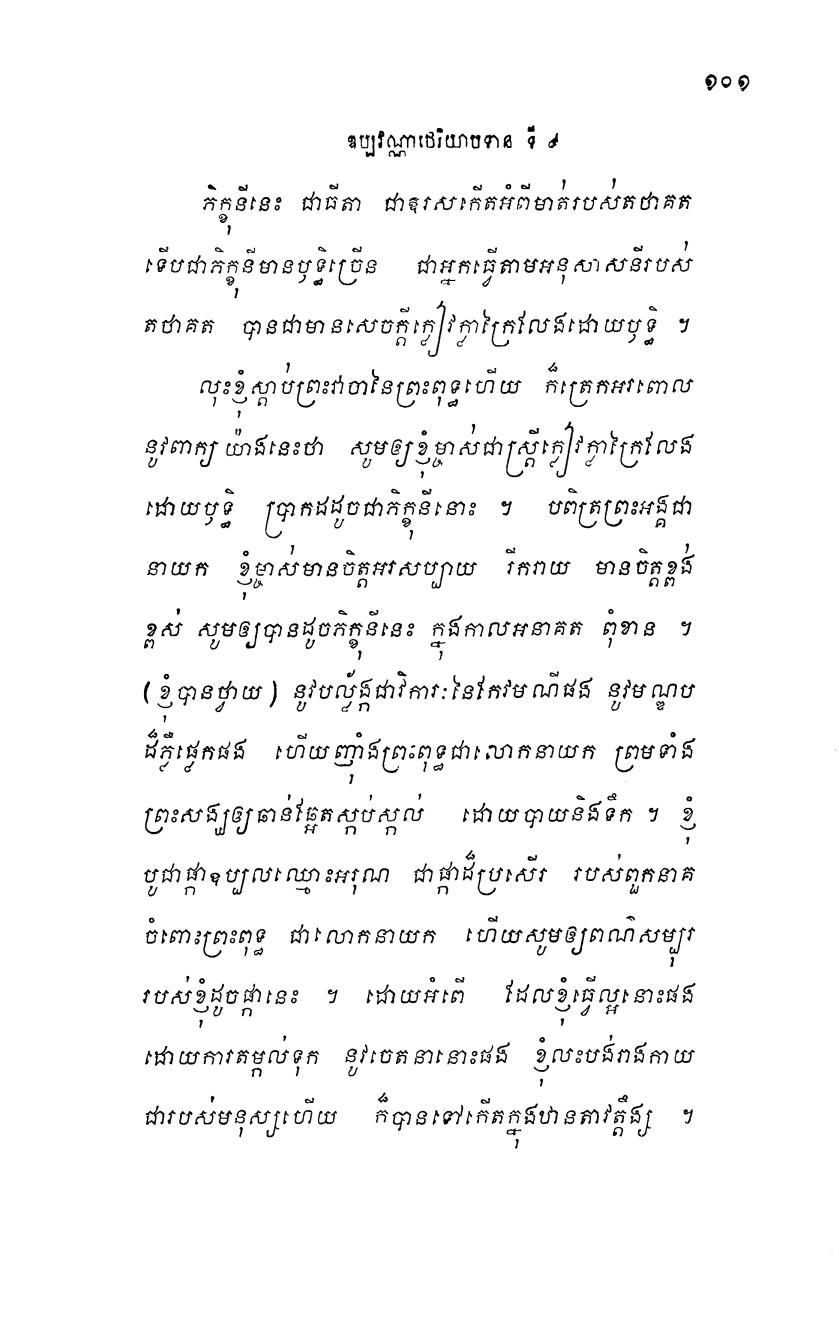 ១០១
ឧប្បលវណ្ណាថេរិយាបទាន ទី ៩
ភិក្ខុនីនេះ ជាធីតា ជាឱរសកើតអំពីមាត់របស់តថាគត
ទើបជាភិក្ខុនីមានឫទ្ធិច្រើន ជាអ្នកធ្វើតាមអនុសាសនីរបស់
តថាគត បានជាមានសេចក្តីក្លៀវក្លាក្រៃលែងដោយឫទ្ធិ ។
លុះខ្ញុំស្តាប់ព្រះវាចានៃព្រះពុទ្ធហើយ ក៏ត្រេកអរពោល
នូវពាក្យ យ៉ាងនេះថា សូមឲ្យខ្ញុំម្ចាស់ជាស្ត្រីក្លៀវក្លាក្រៃលែង
ដោយឫទ្ធិ ប្រាកដដូចជាភិក្ខុនីនោះ ។ បពិត្រព្រះអង្គជា
នាយក ខ្ញុំម្ចាស់មានចិត្តអរសប្បាយ រីករាយ មានចិត្តខ្ពង់
ខ្ពស់ សូមឲ្យបានដូចភិក្ខុនីនេះ ក្នុងកាលអនាគត ពុំខាន ។
(ខ្ញុំបានថ្វាយ) នូវបល្ល័ង្កជាវិការៈនៃកែវមណីផង នូវមណ្ឌប
ដ៏ភ្លឺផ្លេកផង ហើយញ៉ាំងព្រះពុទ្ធជាលោកនាយក ព្រមទាំង
ព្រះសង្ឃឲ្យឆាន់ឆ្អែតស្កប់ស្កល់ ដោយបាយនិងទឹក ។ ខ្ញុំ
បូជាផ្កាឧប្បលឈ្មោះអរុណ ជាផ្កាដ៏ប្រសើរ របស់ពួកនាគ
ចំពោះព្រះពុទ្ធ ជាលោកនាយក ហើយសូមឲ្យពណ៌សម្បុរ
របស់ខ្ញុំដូចផ្កានេះ ។ ដោយអំពើ ដែលខ្ញុំធ្វើល្អនោះផង
ដោយការតម្កល់ទុក នូវចេតនានោះផង ខ្ញុំលះបង់រាងកាយ
ជារបស់មនុស្សហើយ ក៏បានទៅកើតក្នុងឋានតាវត្តឹង្ស ។